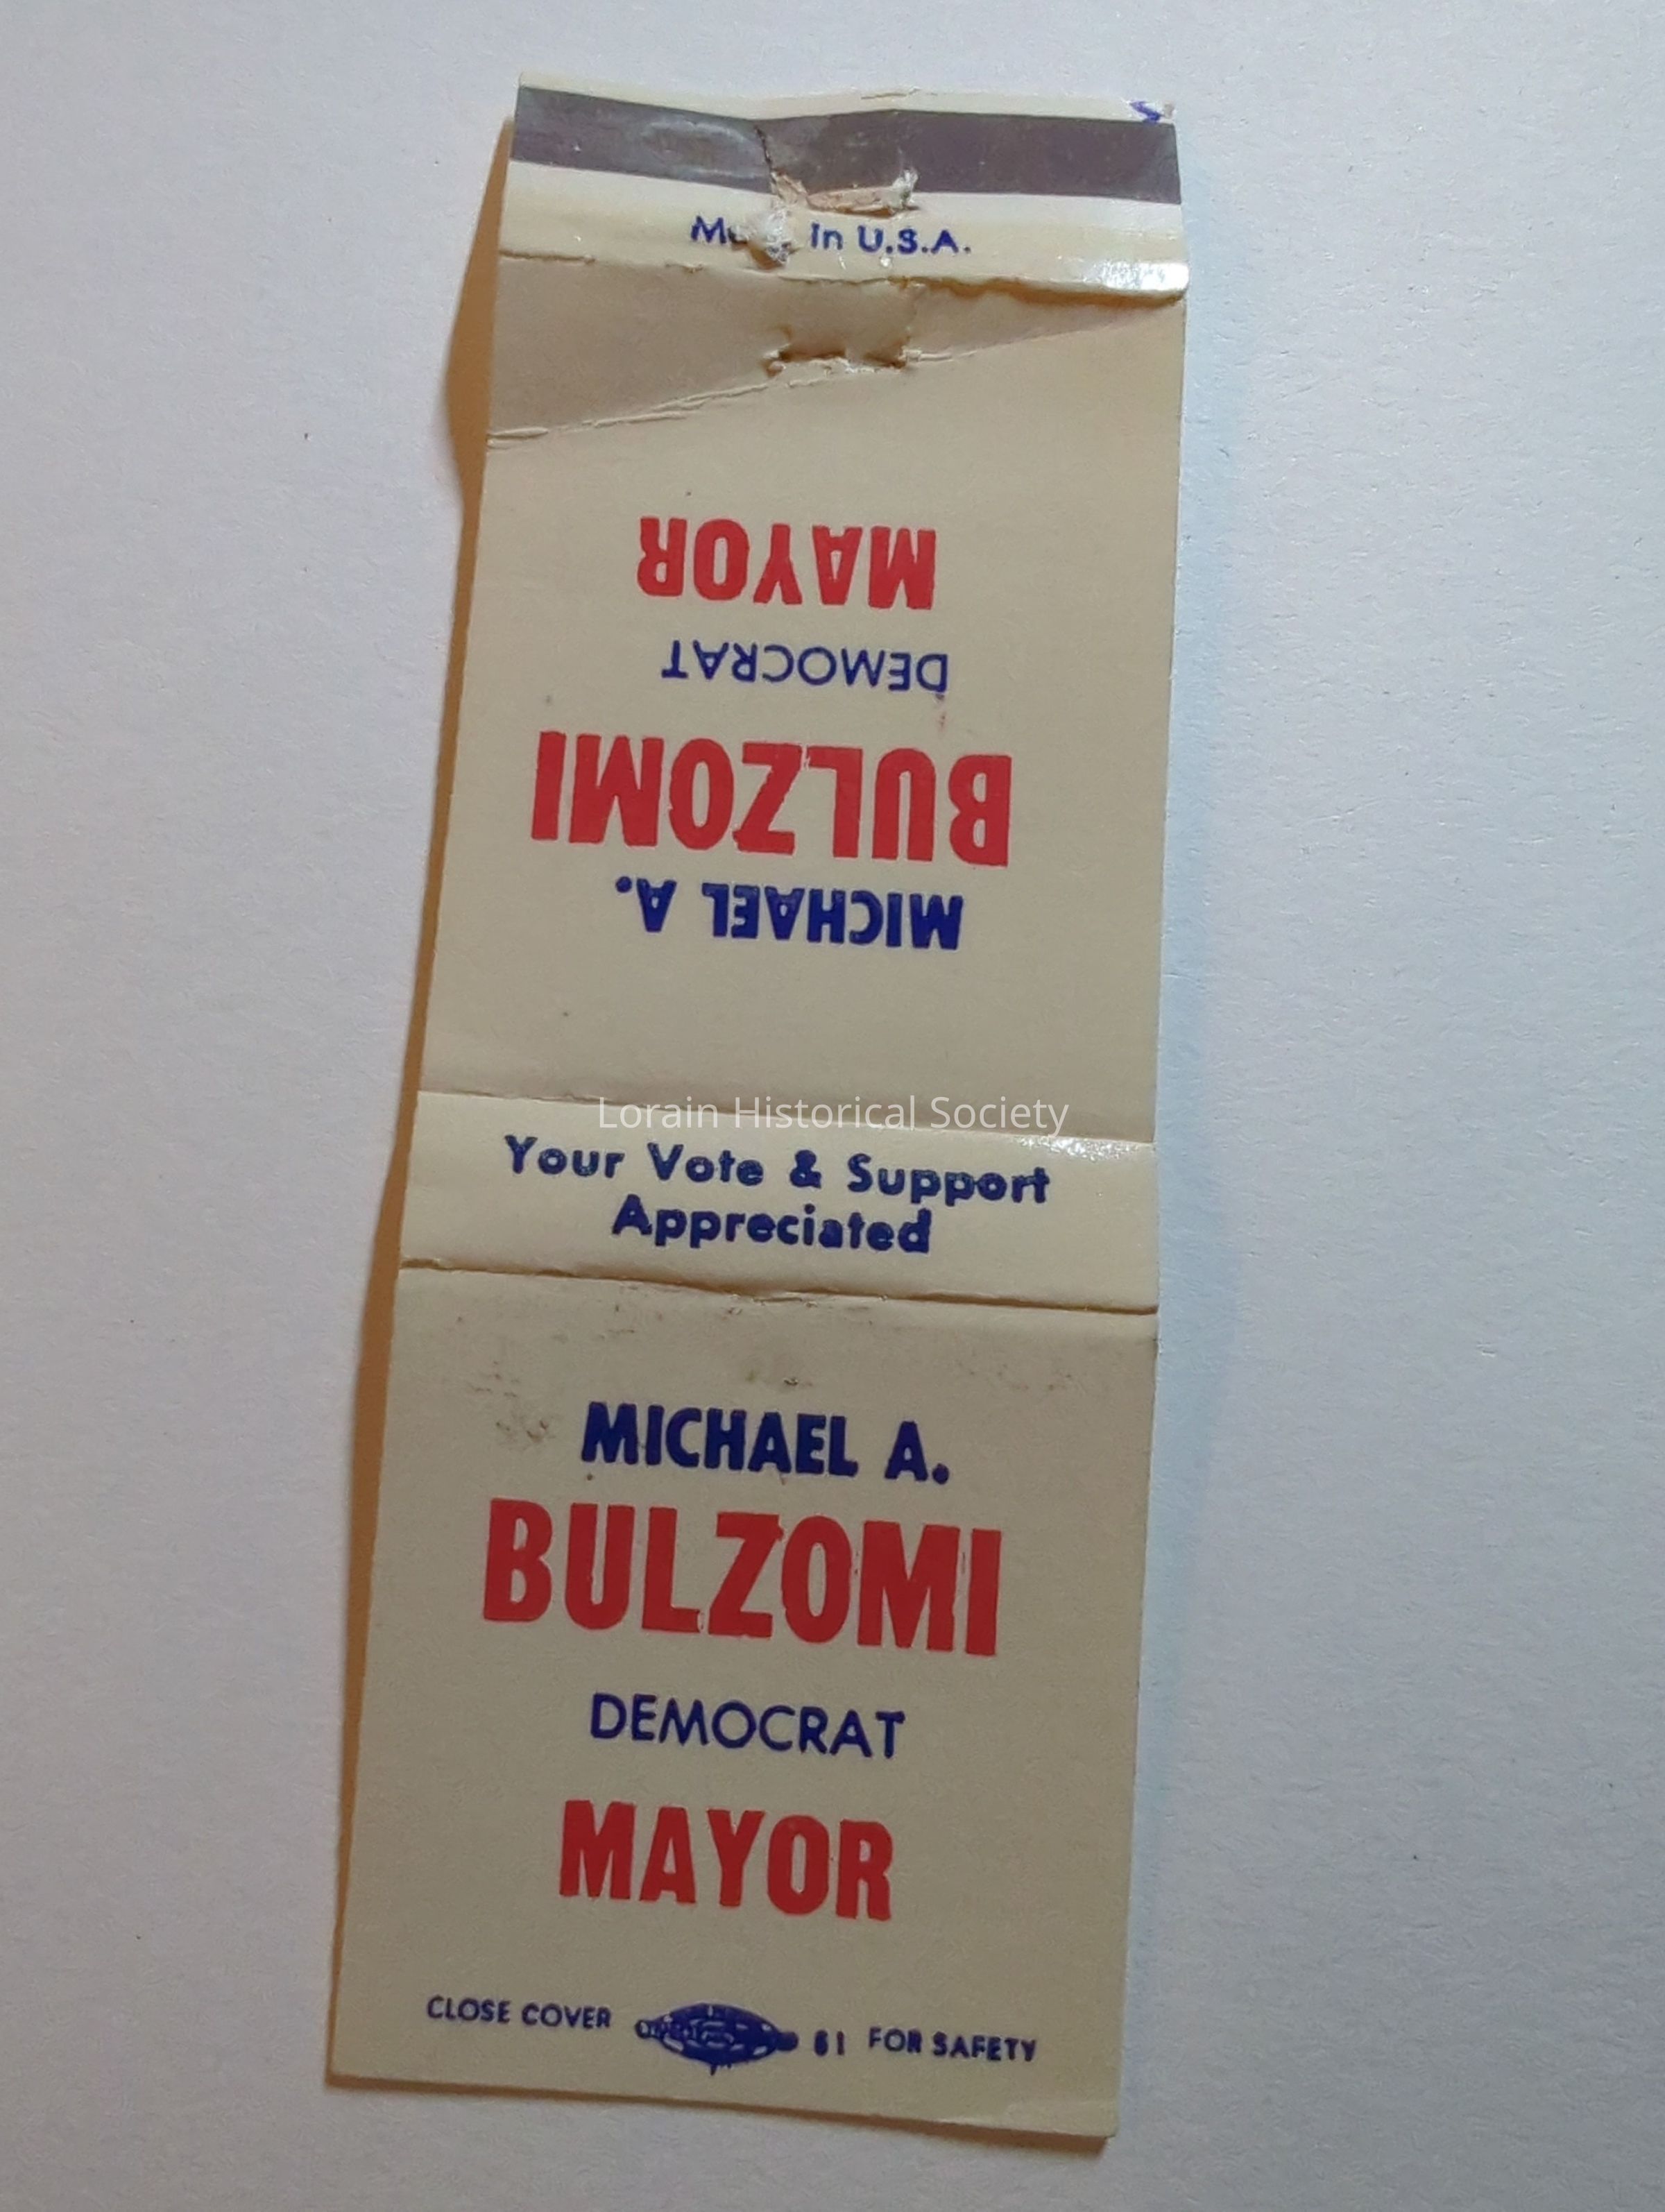 In U.S.A.
MICHAEL A.
BULZOMI
DEMOCRAT
MAYOR
Lorain Historical Society
Your Vote & Support
Appreciated
MICHAEL A.
BULZOMI
DEMOCRAT
MAYOR
CLOSE COVER 61 FOR SAFETY